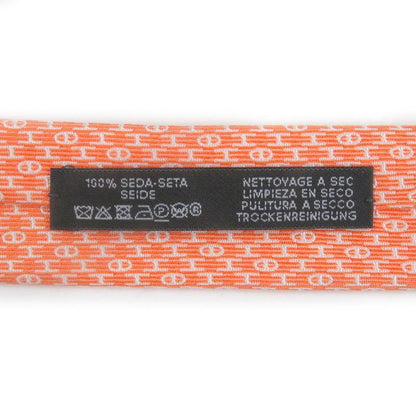 100% SEDA-SETA
SEIDE
NETTOYAGE A SEC
LIMPIEZA EN SECO
PULITURA A SECCO
TROCKENREINIGUNG